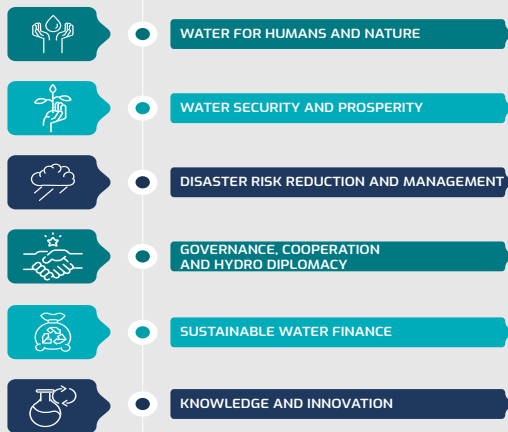 WATER FOR HUMANS AND NATURE
WATER SECURITY AND PROSPERITY
DISASTER RISK REDUCTION AND MANAGEMENT
GOVERNANCE, COOPERATION
AND HYDRO DIPLOMACY
SUSTAINABLE WATER FINANCE
KNOWLEDGE AND INNOVATION